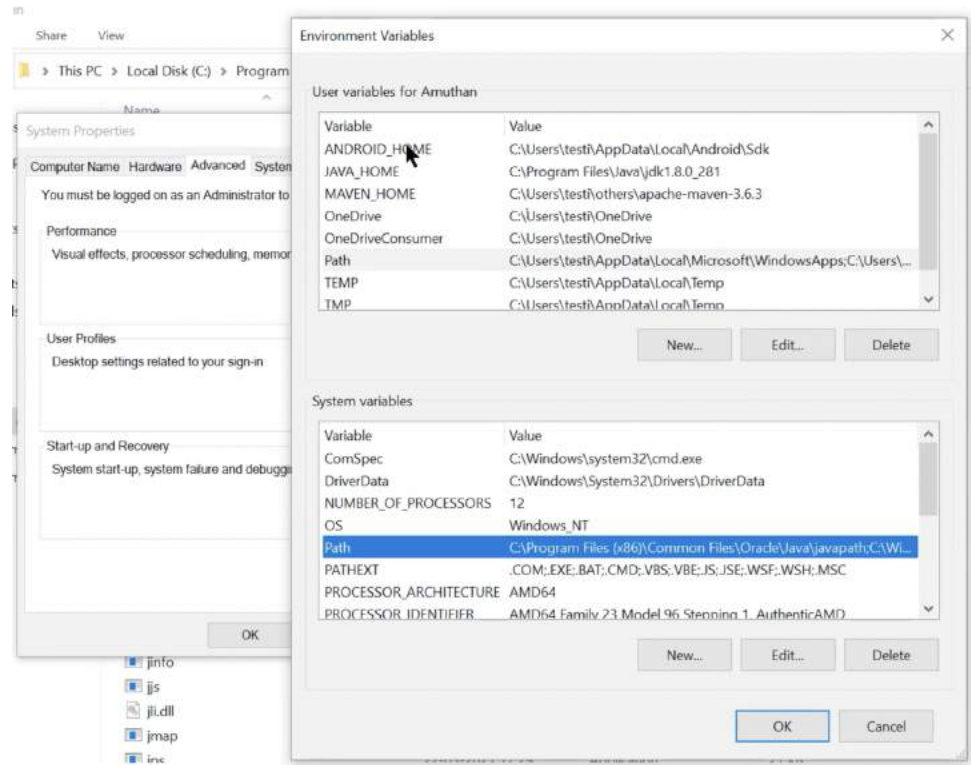 Share View
This PC > Local Disk (C:) > Program
Name
System Properties
Computer Name Hardware Advanced System
You must be logged on as an Administrator to
Performance
Visual effects, processor scheduling, memor
User Profiles
Desktop settings related to your sign-in
Start-up and Recovery
System start-up, system failure and debuggi
OK
jinfo
jjs
jli.dll
jmap
jps
Environment Variables
User variables for Amuthan
Variable Value
ANDROID_HOME C:\Users\testi\AppData\Local\Android\Sdk
JAVA_HOME C:\Program Files\Java\jdk1.8.0_281
MAVEN_HOME C:\Users\testi\others\apache-maven-3.6.3
OneDrive C:\Users\testi\OneDrive
OneDriveConsumer C:\Users\testi\OneDrive
Path C:\Users\testi\AppData\Local\Microsoft\WindowsApps;C:\Users\...
TEMP C:\Users\testi\AppData\Local\Temp
TMP C:\Users\testi\AppData\Local\Temp
New... Edit... Delete
System variables
Variable Value
ComSpec C:\Windows\system32\cmd.exe
DriverData C:\Windows\System32\Drivers\DriverData
NUMBER_OF_PROCESSORS 12
OS Windows_NT
Path C:\Program Files (x86)\Common Files\Oracle\Java\javapath;C:\Wi...
PATHEXT .COM;.EXE;.BAT;.CMD;.VBS;.VBE;.JS;.JSE;.WSF;.WSH;.MSC
PROCESSOR_ARCHITECTURE AMD64
PROCESSOR_IDENTIFIER AMD64 Family 23 Model 96 Stepping 1, AuthenticAMD
New... Edit... Delete
OK Cancel